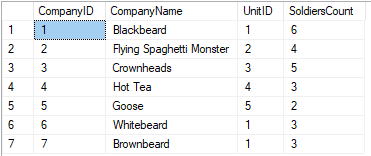 CompanyID CompanyName UnitID SoldiersCount
1 1 Blackbeard 1 6
2 2 Flying Spaghetti Monster 2 4
3 3 Crownheads 3 5
4 4 Hot Tea 4 3
5 5 Goose 5 2
6 6 Whitebeard 1 3
7 7 Brownbeard 1 3